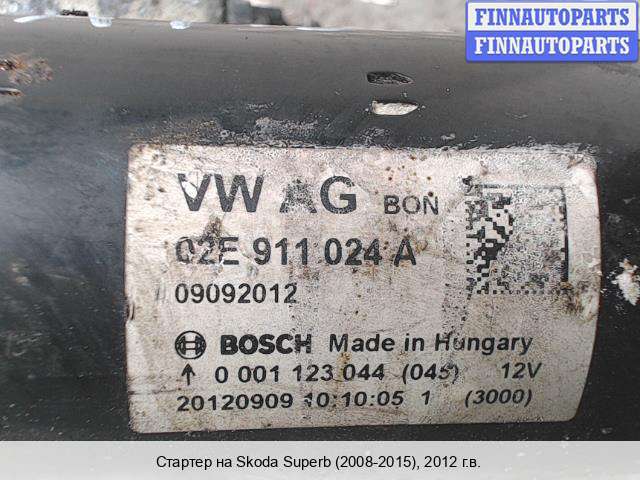 FINNAUTOPARTS
FINNAUTOPARTS
VW AG BON
02E 911 024 A
09092012
BOSCH Made in Hungary
↑ 0 001 123 044 (045) 12V
20120909 10:10:05 1 (3000)
Стартер на Skoda Superb (2008-2015), 2012 г.в.